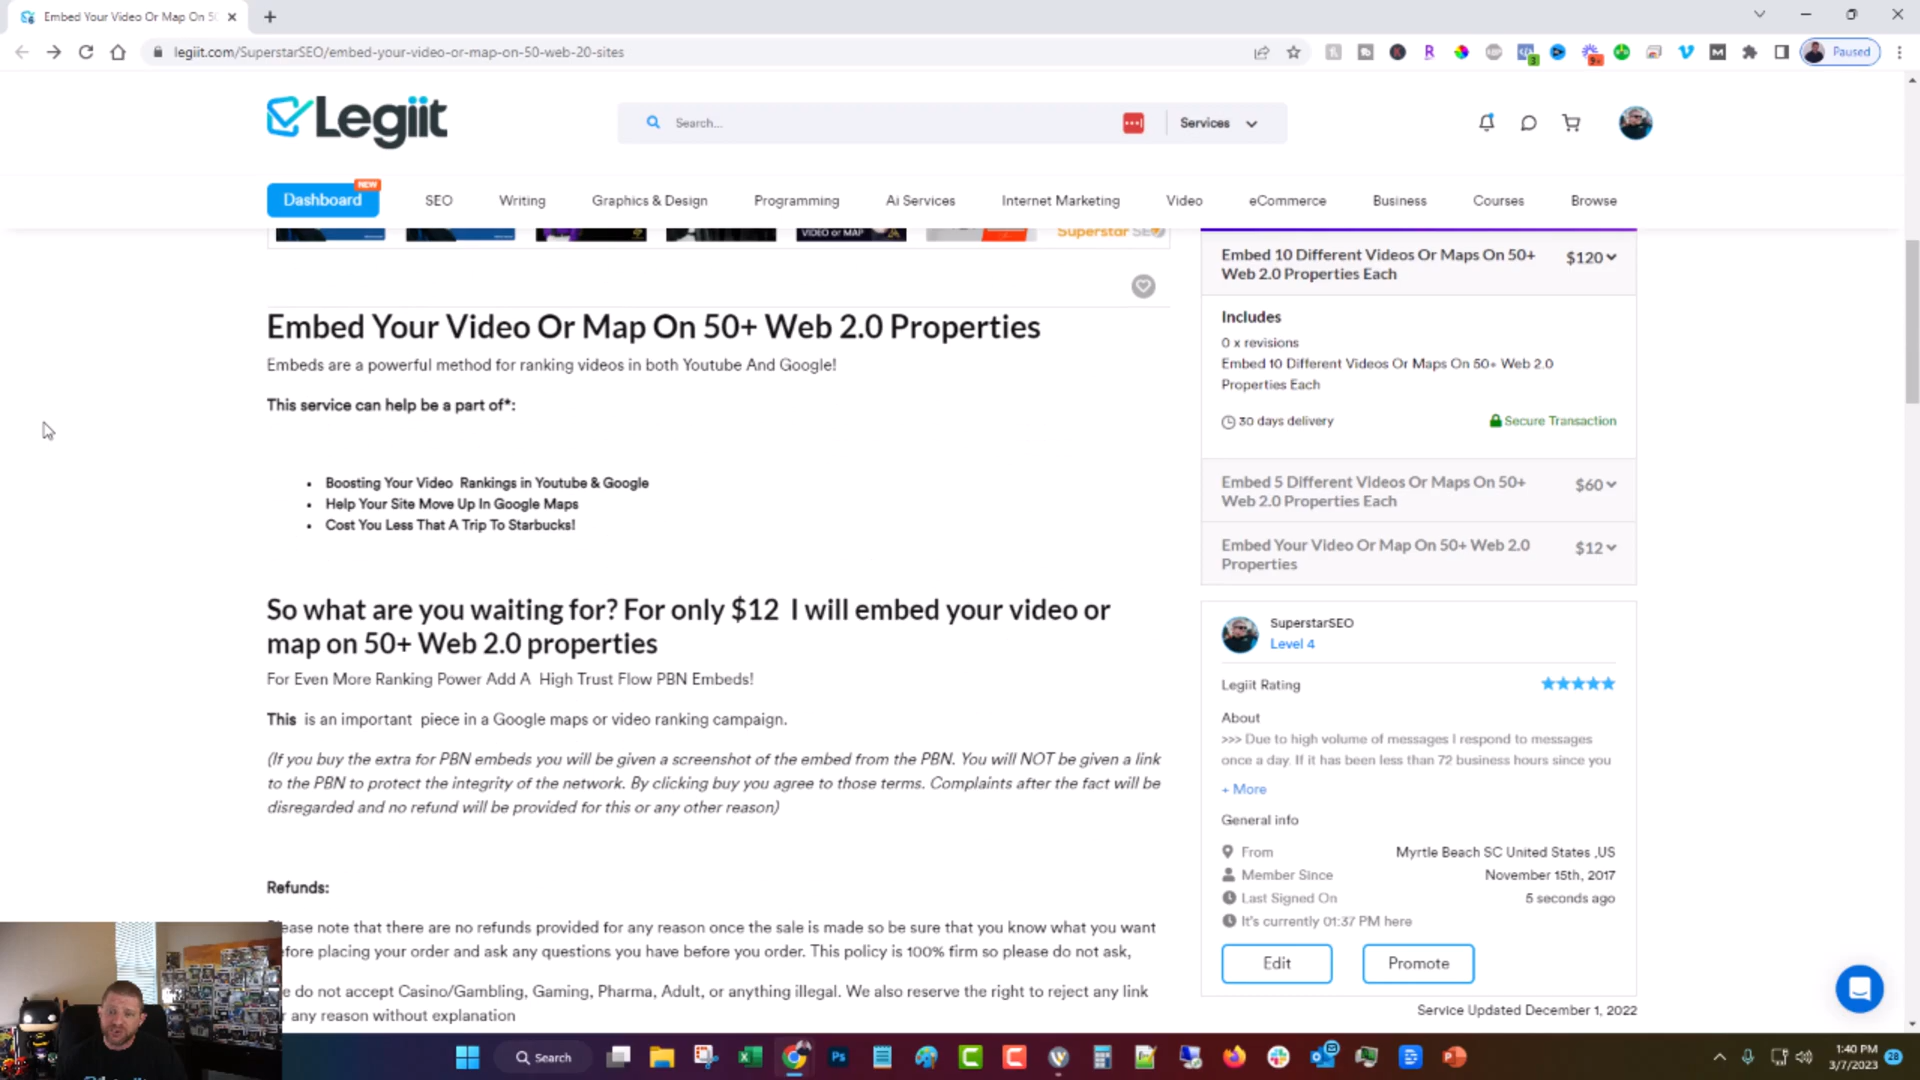 Embed Your Video Or Map On 50
legiit.com/SuperstarSEO/embed-your-video-or-map-on-50-web-20-sites
Paused
Legiit
Search...
Services
Dashboard
NEW
SEO
Writing
Graphics & Design
Programming
Ai Services
Internet Marketing
Video
eCommerce
Business
Courses
Browse
VIDEO or MAP
Superstar SEO
Embed Your Video Or Map On 50+ Web 2.0 Properties
Embeds are a powerful method for ranking videos in both Youtube And Google!
This service can help be a part of*:
• Boosting Your Video Rankings in Youtube & Google
• Help Your Site Move Up In Google Maps
• Cost You Less That A Trip To Starbucks!
So what are you waiting for? For only $12 I will embed your video or
map on 50+ Web 2.0 properties
For Even More Ranking Power Add A High Trust Flow PBN Embeds!
This is an important piece in a Google maps or video ranking campaign.
(If you buy the extra for PBN embeds you will be given a screenshot of the embed from the PBN. You will NOT be given a link
to the PBN to protect the integrity of the network. By clicking buy you agree to those terms. Complaints after the fact will be
disregarded and no refund will be provided for this or any other reason)
Refunds:
ease note that there are no refunds provided for any reason once the sale is made so be sure that you know what you want
efore placing your order and ask any questions you have before you order. This policy is 100% firm so please do not ask,
e do not accept Casino/Gambling, Gaming, Pharma, Adult, or anything illegal. We also reserve the right to reject any link
r any reason without explanation
Embed 10 Different Videos Or Maps On 50+
Web 2.0 Properties Each
$120
Includes
0 x revisions
Embed 10 Different Videos Or Maps On 50+ Web 2.0
Properties Each
30 days delivery
Secure Transaction
Embed 5 Different Videos Or Maps On 50+
Web 2.0 Properties Each
$60
Embed Your Video Or Map On 50+ Web 2.0
Properties
$12
SuperstarSEO
Level 4
Legiit Rating
About
>>> Due to high volume of messages I respond to messages
once a day. If it has been less than 72 business hours since you
+ More
General info
From
Myrtle Beach SC United States ,US
Member Since
November 15th, 2017
Last Signed On
5 seconds ago
It's currently 01:37 PM here
Edit
Promote
Service Updated December 1, 2022
Search
1:40 PM
3/7/2023
28